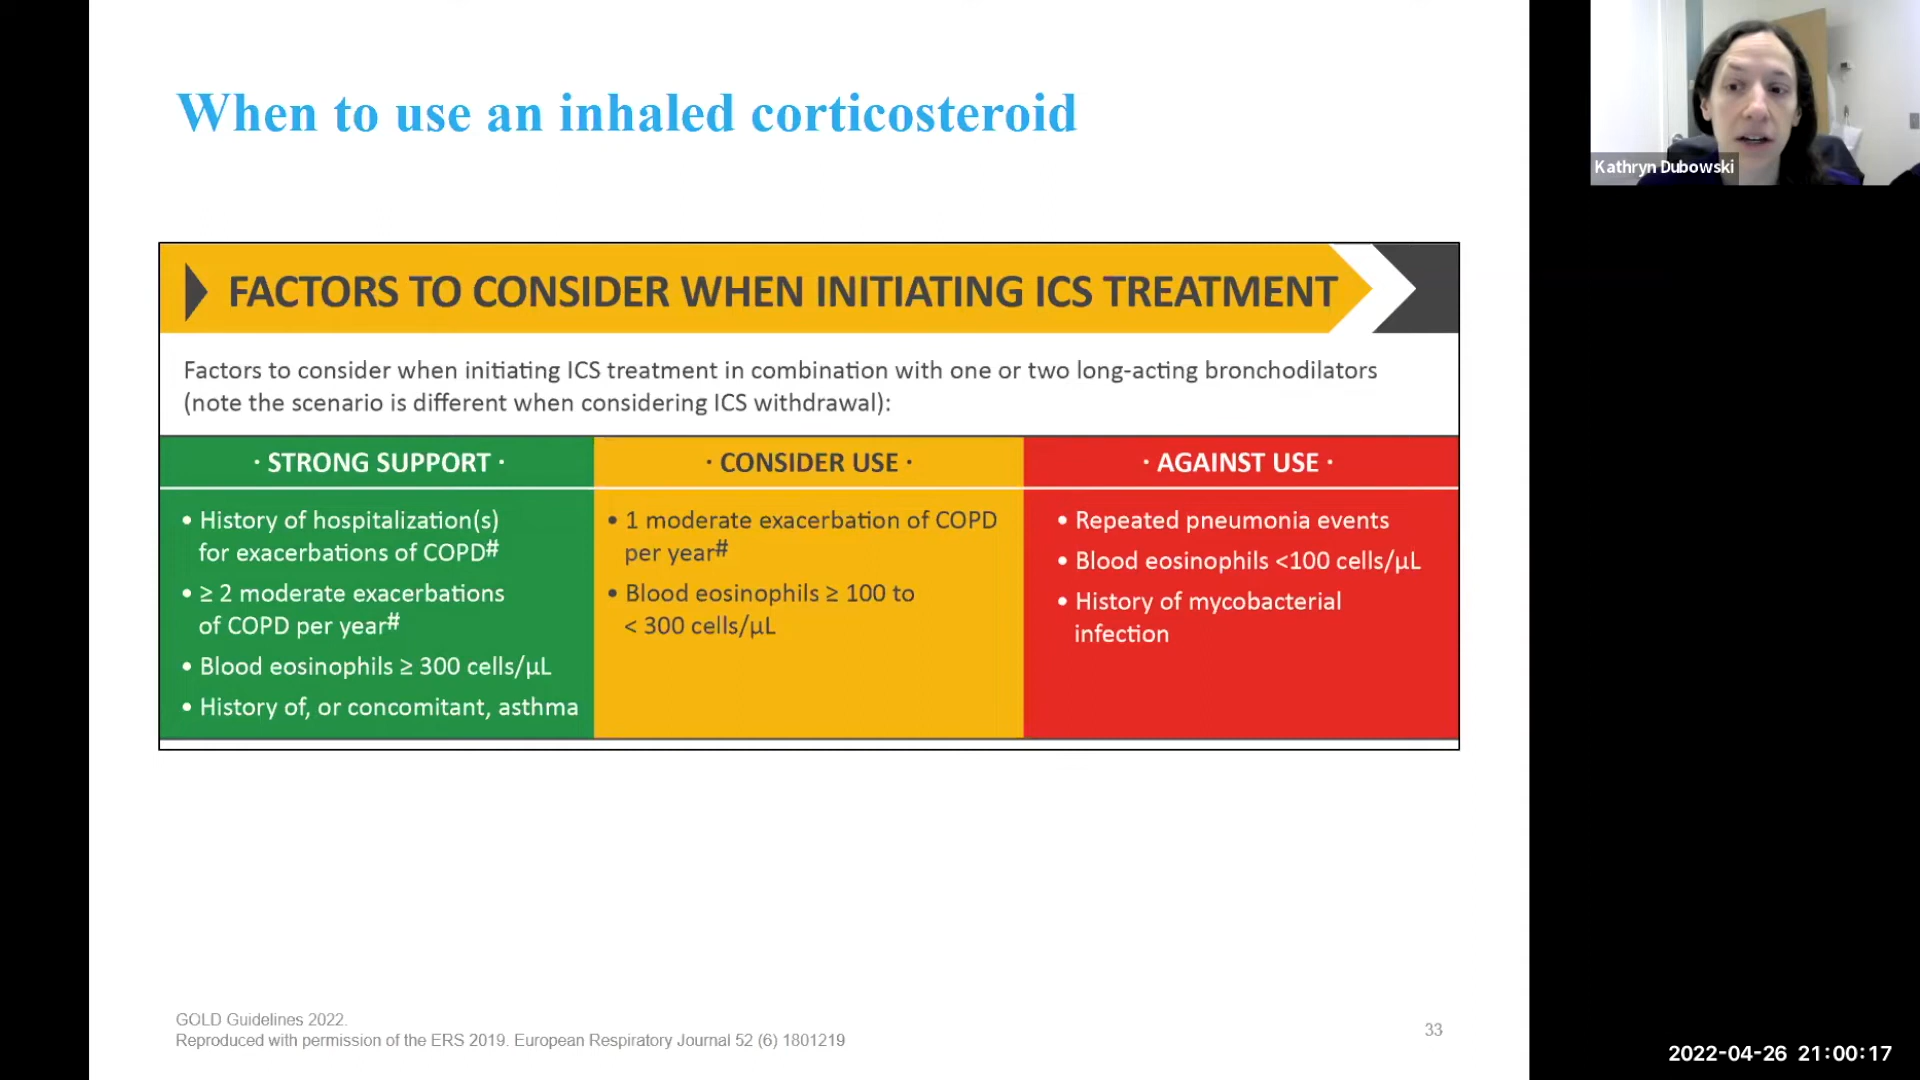 When to use an inhaled corticosteroid
Kathryn Dubowski
FACTORS TO CONSIDER WHEN INITIATING ICS TREATMENT
Factors to consider when initiating ICS treatment in combination with one or two long-acting bronchodilators
(note the scenario is different when considering ICS withdrawal):
· STRONG SUPPORT ·
• History of hospitalization(s)
for exacerbations of COPD#
• ≥ 2 moderate exacerbations
of COPD per year#
• Blood eosinophils ≥ 300 cells/µL
• History of, or concomitant, asthma
· CONSIDER USE ·
• 1 moderate exacerbation of COPD
per year#
• Blood eosinophils ≥ 100 to
< 300 cells/µL
· AGAINST USE ·
• Repeated pneumonia events
• Blood eosinophils <100 cells/µL
• History of mycobacterial
infection
GOLD Guidelines 2022.
Reproduced with permission of the ERS 2019. European Respiratory Journal 52 (6) 1801219
33
2022-04-26 21:00:17